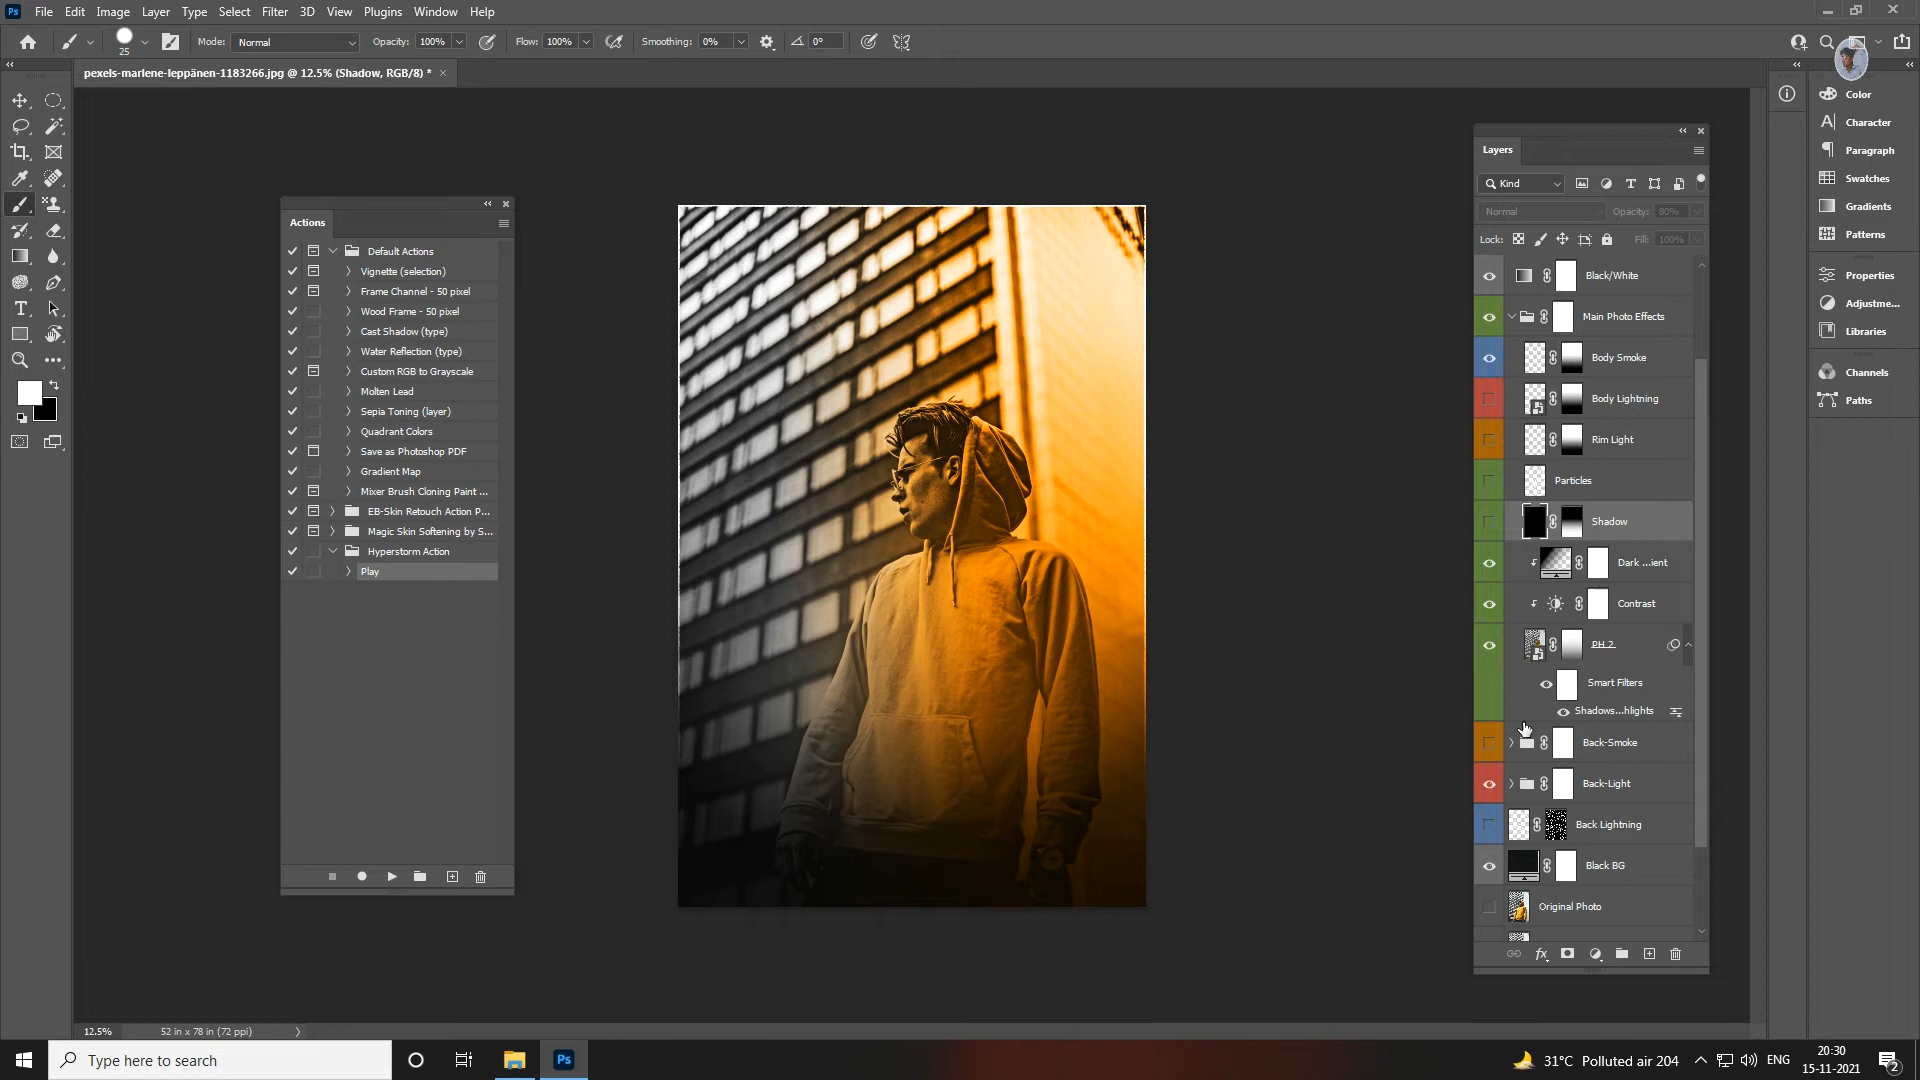 Ps File Edit Image Layer Type Select Filter 3D View Plugins Window Help
25 Mode: Normal Opacity: 100% Flow: 100% Smoothing: 0% 0°
pexels-marlene-leppänen-1183266.jpg @ 12.5% (Shadow, RGB/8) *
Actions
Default Actions
Vignette (selection)
Frame Channel - 50 pixel
Wood Frame - 50 pixel
Cast Shadow (type)
Water Reflection (type)
Custom RGB to Grayscale
Molten Lead
Sepia Toning (layer)
Quadrant Colors
Save as Photoshop PDF
Gradient Map
Mixer Brush Cloning Paint ...
EB-Skin Retouch Action P...
Magic Skin Softening by S...
Hyperstorm Action
Play
Layers
Kind
Normal Opacity: 80%
Lock: Fill: 100%
Black/White
Main Photo Effects
Body Smoke
Body Lightning
Rim Light
Particles
Shadow
Dark ...ient
Contrast
PH 2
Smart Filters
Shadows...hlights
Back-Smoke
Back-Light
Back Lightning
Black BG
Original Photo
Color
Character
Paragraph
Swatches
Gradients
Patterns
Properties
Adjustme...
Libraries
Channels
Paths
12.5% 52 in x 78 in (72 ppi)
Type here to search
Ps
31°C Polluted air 204
ENG
20:30
15-11-2021
2